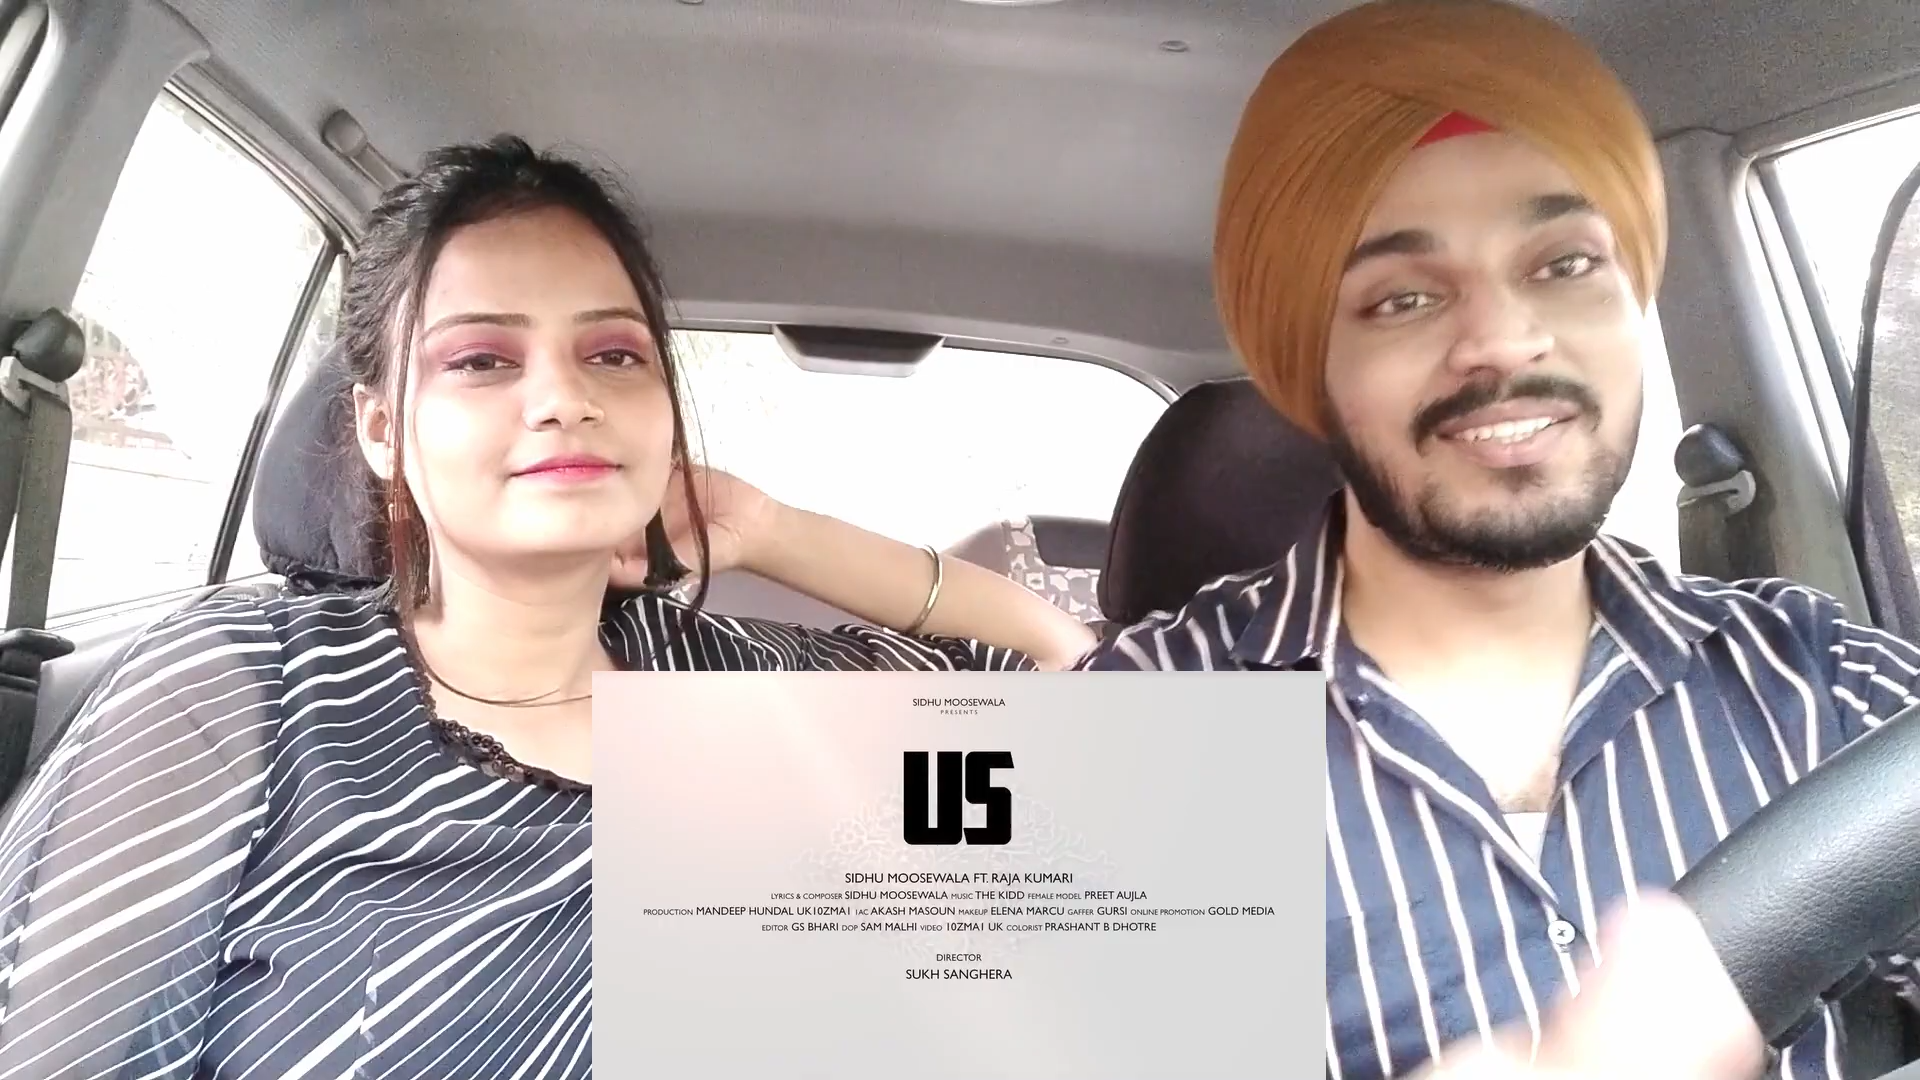 SIDHU MOOSEWALA
PRESENTS
US
SIDHU MOOSEWALA FT. RAJA KUMARI
LYRICS & COMPOSER SIDHU MOOSEWALA MUSIC THE KIDD FEMALE MODEL PREET AUJLA
PRODUCTION MANDEEP HUNDAL UK10ZMA1 1AC AKASH MASOUN MAKEUP ELENA MARCU GAFFER GURSI ONLINE PROMOTION GOLD MEDIA
EDITOR GS BHARI DOP SAM MALHI VIDEO 10ZMA1 UK COLORIST PRASHANT B DHOTRE
DIRECTOR
SUKH SANGHERA